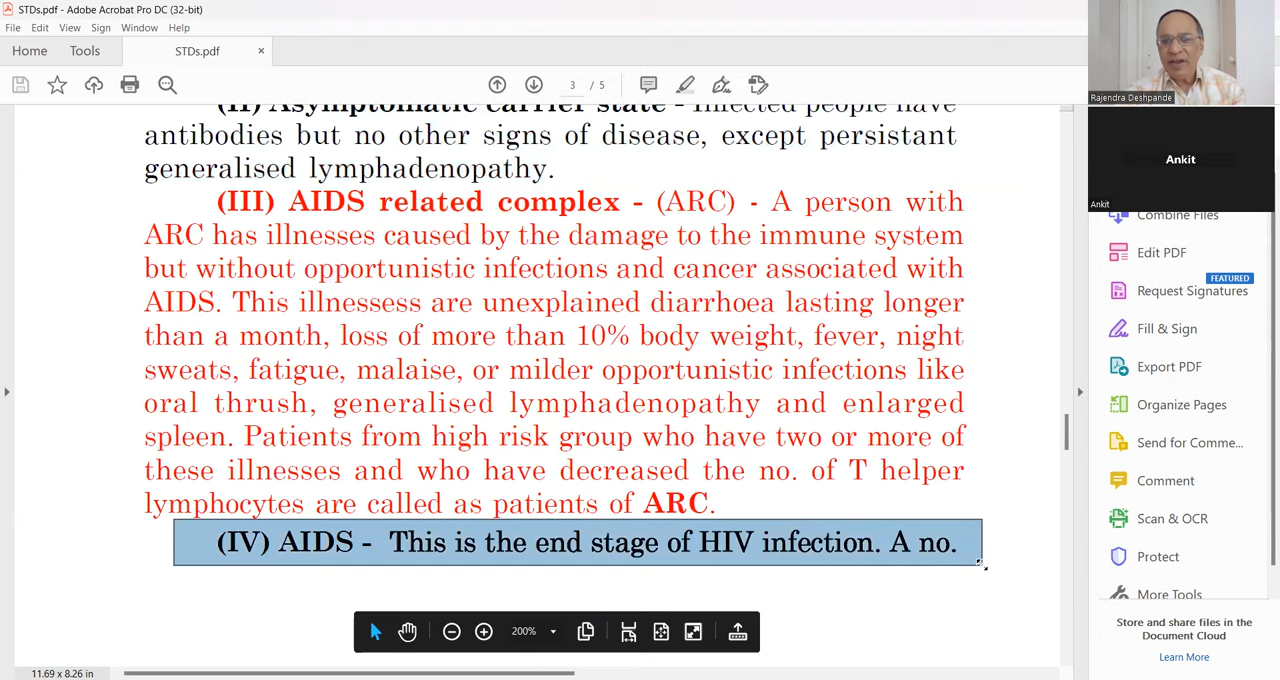 STDs.pdf - Adobe Acrobat Pro DC (32-bit)
File Edit View Sign Window Help
Home Tools STDs.pdf ×
3 / 5
(II) Asymptomatic carrier state - Infected people have
antibodies but no other signs of disease, except persistant
generalised lymphadenopathy.
(III) AIDS related complex - (ARC) - A person with
ARC has illnesses caused by the damage to the immune system
but without opportunistic infections and cancer associated with
AIDS. This illnessess are unexplained diarrhoea lasting longer
than a month, loss of more than 10% body weight, fever, night
sweats, fatigue, malaise, or milder opportunistic infections like
oral thrush, generalised lymphadenopathy and enlarged
spleen. Patients from high risk group who have two or more of
these illnesses and who have decreased the no. of T helper
lymphocytes are called as patients of ARC.
(IV) AIDS - This is the end stage of HIV infection. A no.
200%
11.69 x 8.26 in
Rajendra Deshpande
Ankit
Ankit
Combine Files
Edit PDF
FEATURED
Request Signatures
Fill & Sign
Export PDF
Organize Pages
Send for Comme...
Comment
Scan & OCR
Protect
More Tools
Store and share files in the
Document Cloud
Learn More